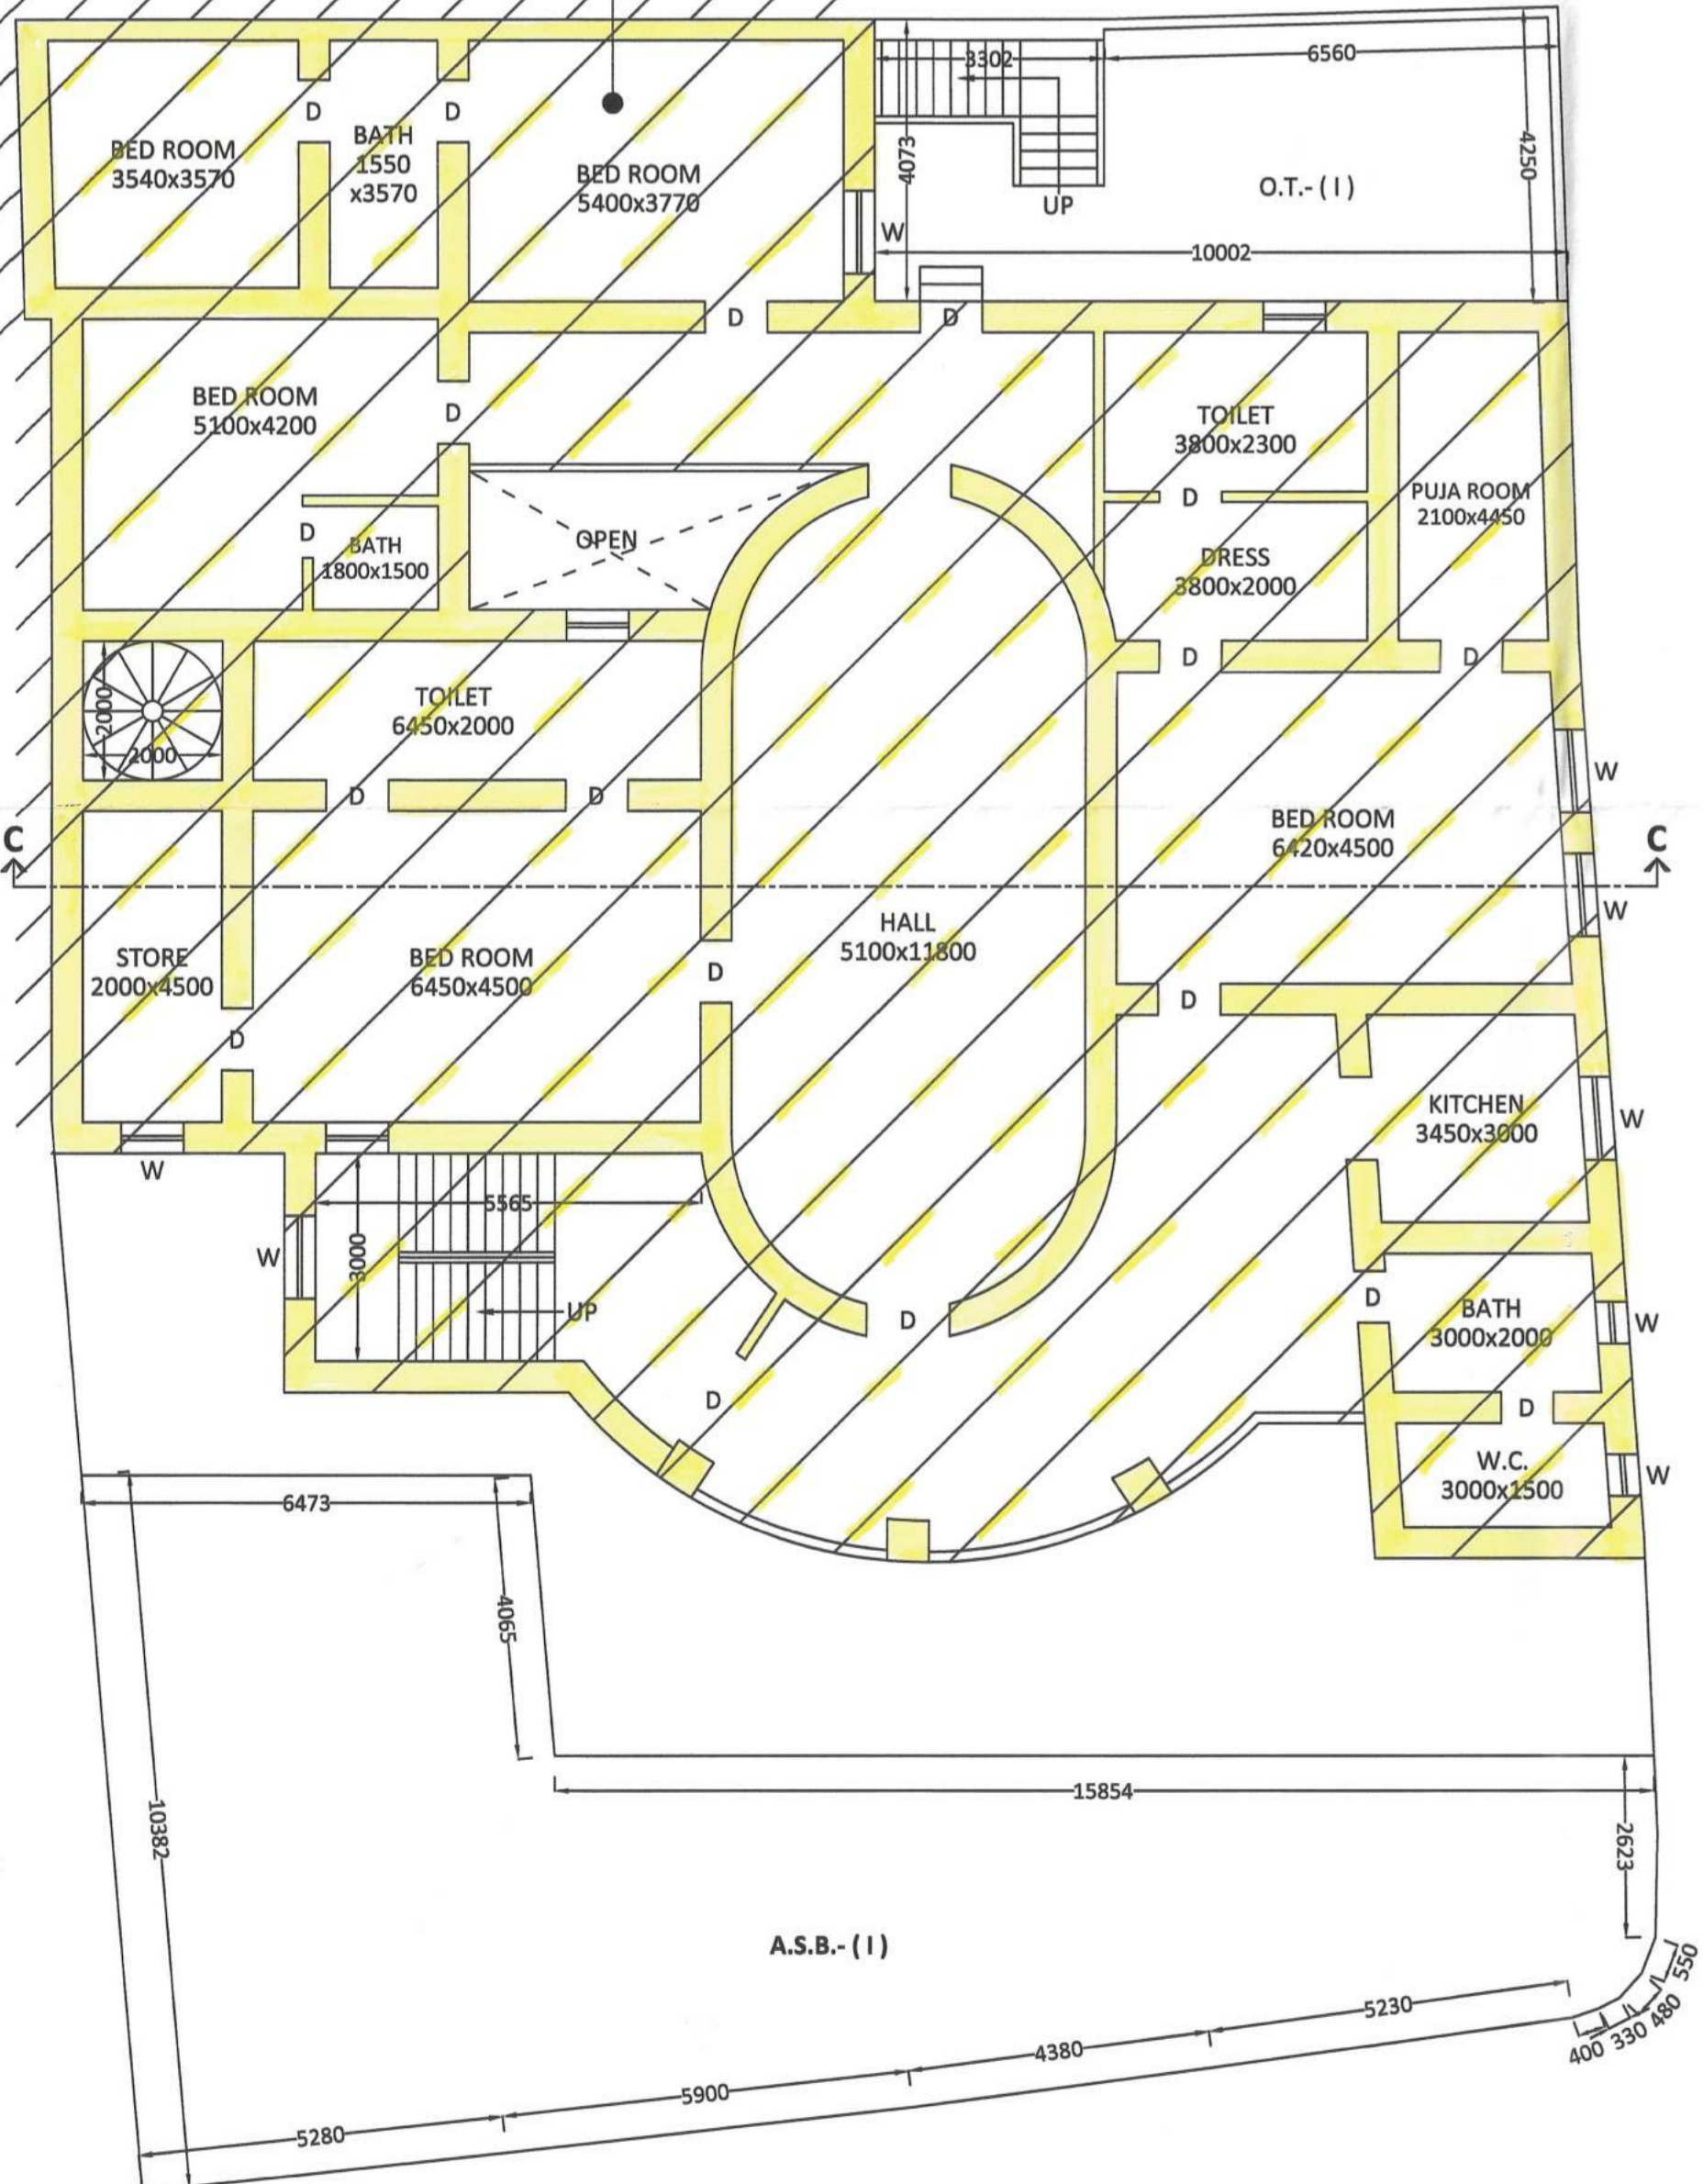 3302
6560
D
D
BED ROOM
3540x3570
BATH
1550
x3570
BED ROOM
5400x3770
4073
4250
O.T.- ( I )
UP
W
10002
D
D
BED ROOM
5100x4200
D
TOILET
3800x2300
D
PUJA ROOM
2100x4450
OPEN
D
BATH
1800x1500
DRESS
3800x2000
D
D
TOILET
6450x2000
2000
2000
W
D
D
C
C
BED ROOM
6420x4500
W
HALL
5100x11800
STORE
2000x4500
BED ROOM
6450x4500
D
D
D
KITCHEN
3450x3000
W
W
5565
3000
W
UP
D
D
BATH
3000x2000
W
D
D
W.C.
3000x1500
W
6473
4065
15854
10382
2623
A.S.B.- ( I )
550
480
330
400
5230
4380
5900
5280